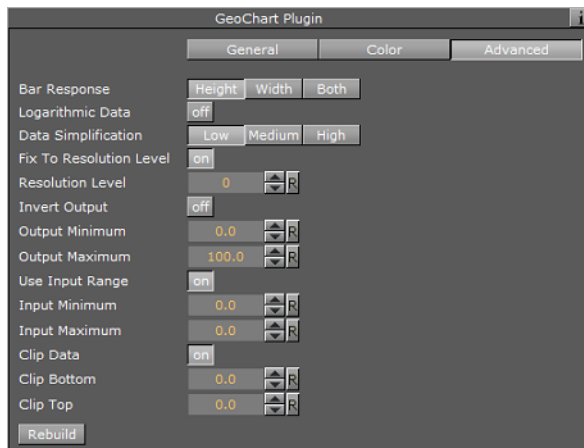 GeoChart Plugin i
General Color Advanced
Bar Response Height Width Both
Logarithmic Data off
Data Simplification Low Medium High
Fix To Resolution Level on
Resolution Level 0 R
Invert Output off
Output Minimum 0.0 R
Output Maximum 100.0 R
Use Input Range on
Input Minimum 0.0 R
Input Maximum 0.0 R
Clip Data on
Clip Bottom 0.0 R
Clip Top 0.0 R
Rebuild